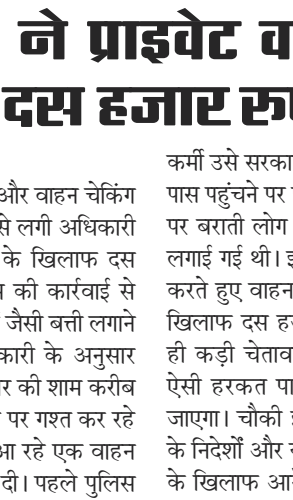 ने प्राइवेट
दस हजार
और वाहन चेकिंग
से लगी अधिकारी
के खिलाफ दस
की कार्रवाई से
जैसी बत्ती लगाने
के अनुसार
की शाम करीब
पर गश्त कर रहे
रहे एक वाहन
दी। पहले पुलिस
कर्मी उसे
पास पहुंचने पर
पर बराती लोग
लगाई गई थी।
करते हुए वाहन
खिलाफ दस
ही कड़ी
ऐसी हरकत
जाएगा। चौकी
के निर्देशों और
के खिलाफ